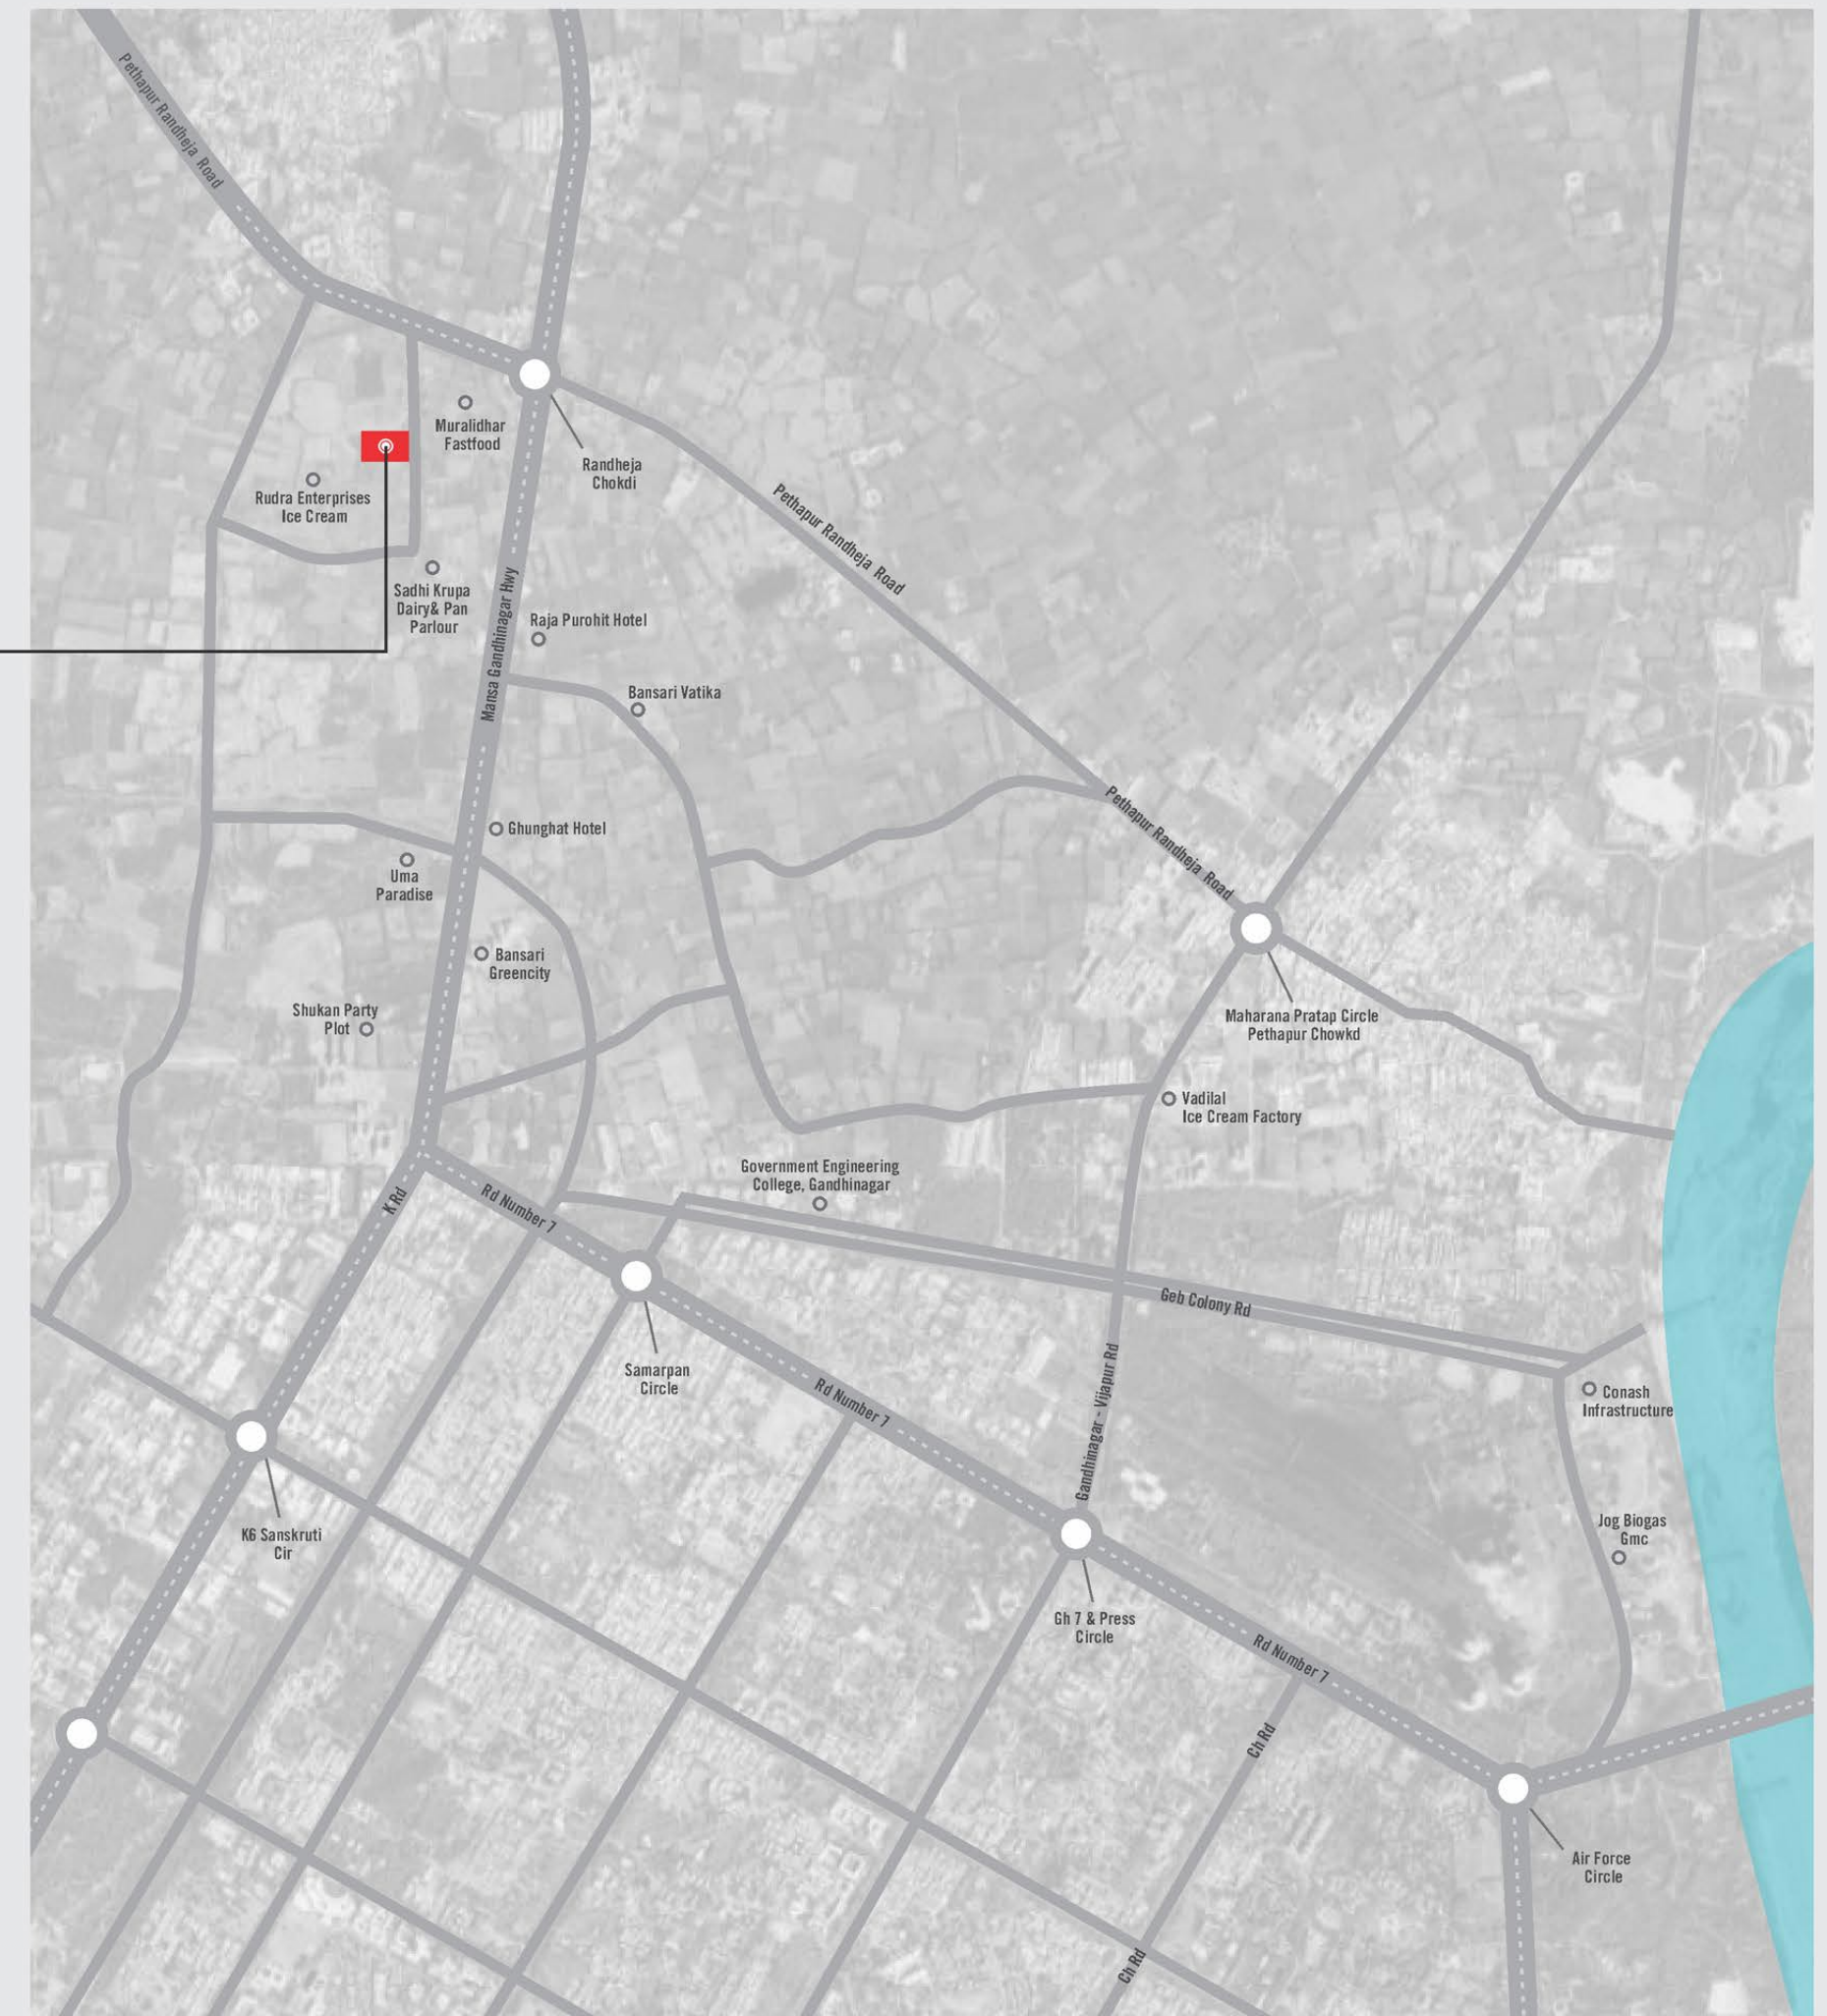 Pethapur Randheja Road
Muralidhar
Fastfood
Randheja
Chokdi
Rudra Enterprises
Ice Cream
Pethapur Randheja Road
Sadhi Krupa
Dairy& Pan
Parlour
Mansa Gandhinagar Hwy
Raja Purohit Hotel
Bansari Vatika
Pethapur Randheja Road
Ghunghat Hotel
Uma
Paradise
Bansari
Greencity
Shukan Party
Plot
Maharana Pratap Circle
Pethapur Chowkd
Vadilal
Ice Cream Factory
Government Engineering
College, Gandhinagar
K Rd
Rd Number 7
Geb Colony Rd
Samarpan
Circle
Rd Number 7
Gandhinagar - Vijapur Rd
Conash
Infrastructure
K6 Sanskruti
Cir
Jog Biogas
Gmc
Gh 7 & Press
Circle
Rd Number 7
Ch Rd
Air Force
Circle
Ch Rd